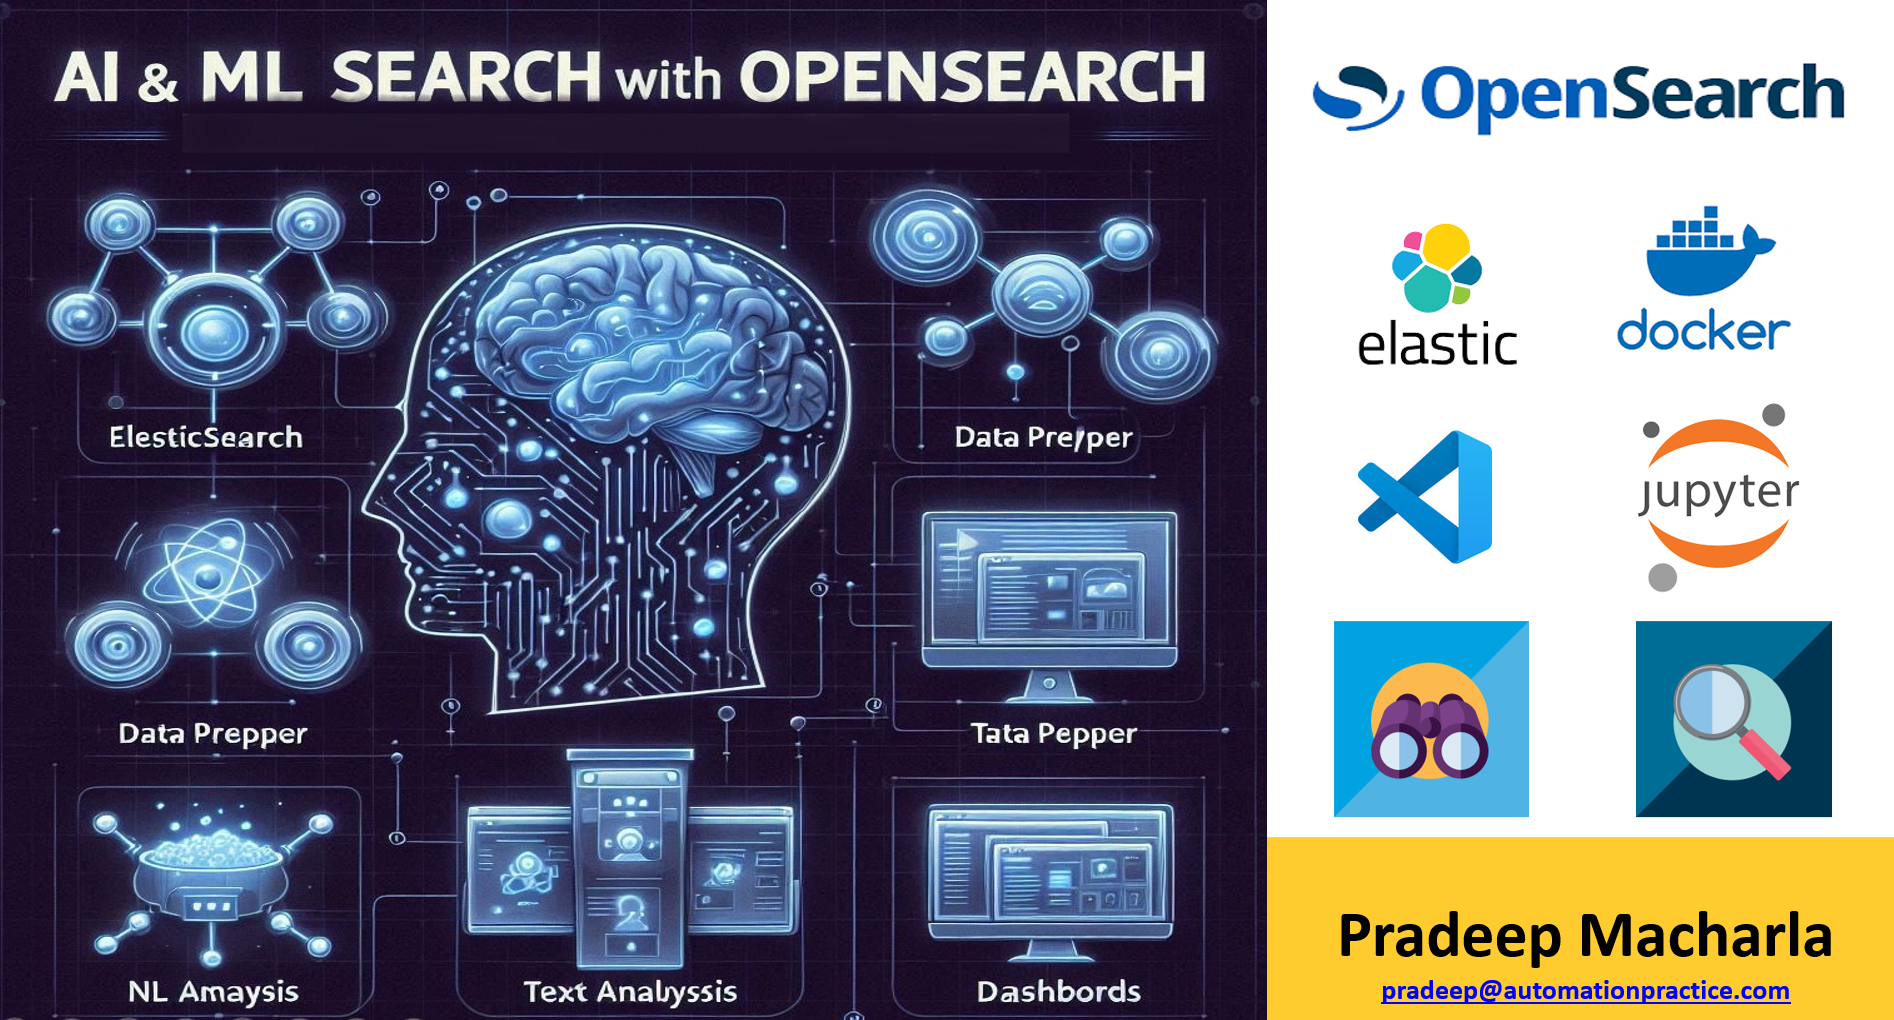 AI & ML SEARCH with OPENSEARCH
ElesticSearch
Data Pre/per
Data Prepper
Tata Pepper
NL Amaysis
Text Analyssis
Dashbords
OpenSearch
elastic
docker
jupyter
Pradeep Macharla
pradeep@automationpractice.com